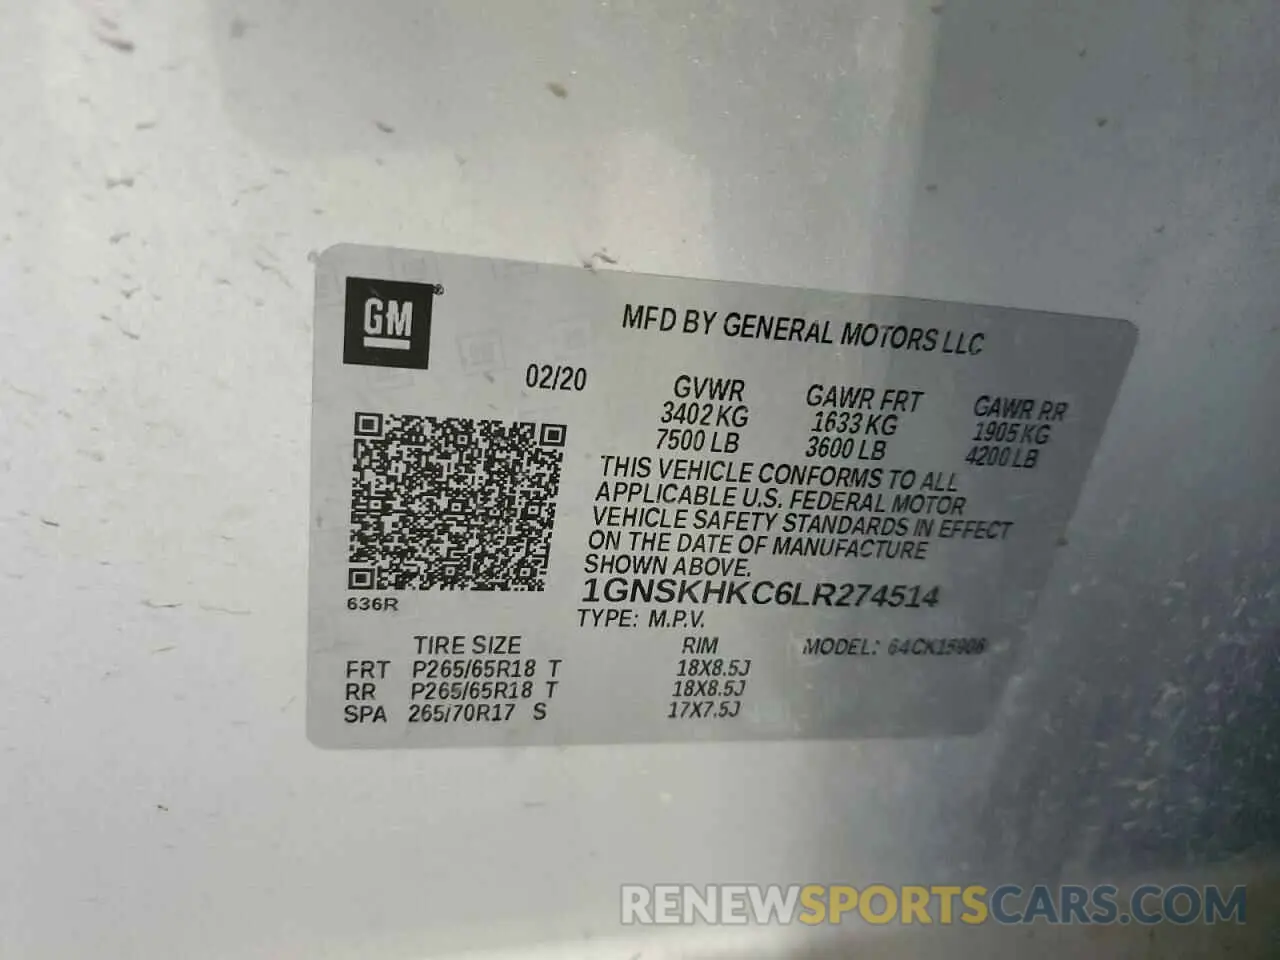 GM®
MFD BY GENERAL MOTORS LLC
02/20
GVWR GAWR FRT GAWR RR
3402 KG 1633 KG 1905 KG
7500 LB 3600 LB 4200 LB
THIS VEHICLE CONFORMS TO ALL
APPLICABLE U.S. FEDERAL MOTOR
VEHICLE SAFETY STANDARDS IN EFFECT
ON THE DATE OF MANUFACTURE
SHOWN ABOVE.
1GNSKHKC6LR274514
636R
TYPE: M.P.V.
TIRE SIZE RIM MODEL: 64CK15906
FRT P265/65R18 T 18X8.5J
RR P265/65R18 T 18X8.5J
SPA 265/70R17 S 17X7.5J
RENEWSPORTSCARS.COM